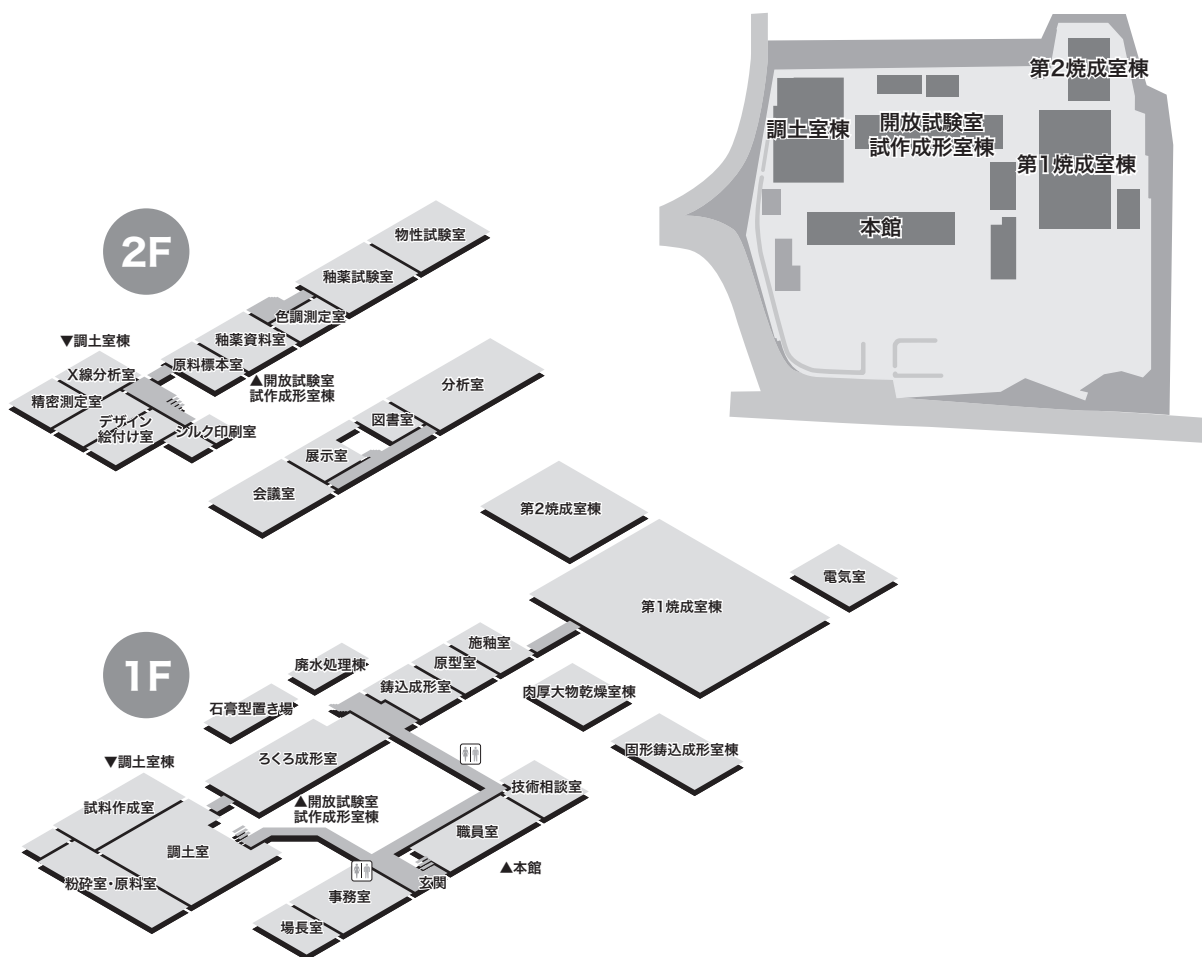 第2焼成室棟
調土室棟
開放試験室
試作成形室棟
第1焼成室棟
本館
2F
物性試験室
釉薬試験室
色調測定室
釉薬資料室
原料標本室
▼調土室棟
X線分析室
精密測定室
デザイン
絵付け室
シルク印刷室
▲開放試験室
試作成形室棟
分析室
図書室
展示室
会議室
1F
第2焼成室棟
第1焼成室棟
電気室
施釉室
原型室
鋳込成形室
廃水処理棟
石膏型置き場
肉厚大物乾燥室棟
固形鋳込成形室棟
ろくろ成形室
▼調土室棟
試料作成室
調土室
粉砕室・原料室
▲開放試験室
試作成形室棟
技術相談室
職員室
▲本館
玄関
事務室
場長室